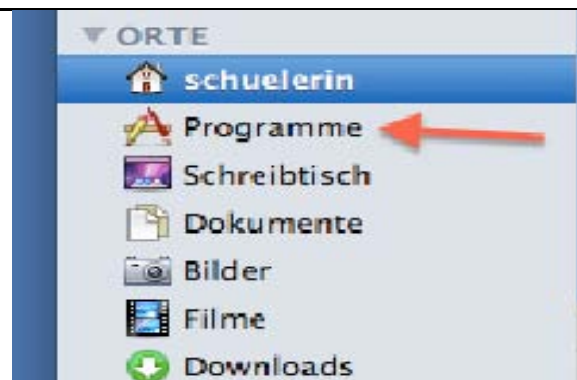 ORTE
schuelerin
Programme
Schreibtisch
Dokumente
Bilder
Filme
Downloads